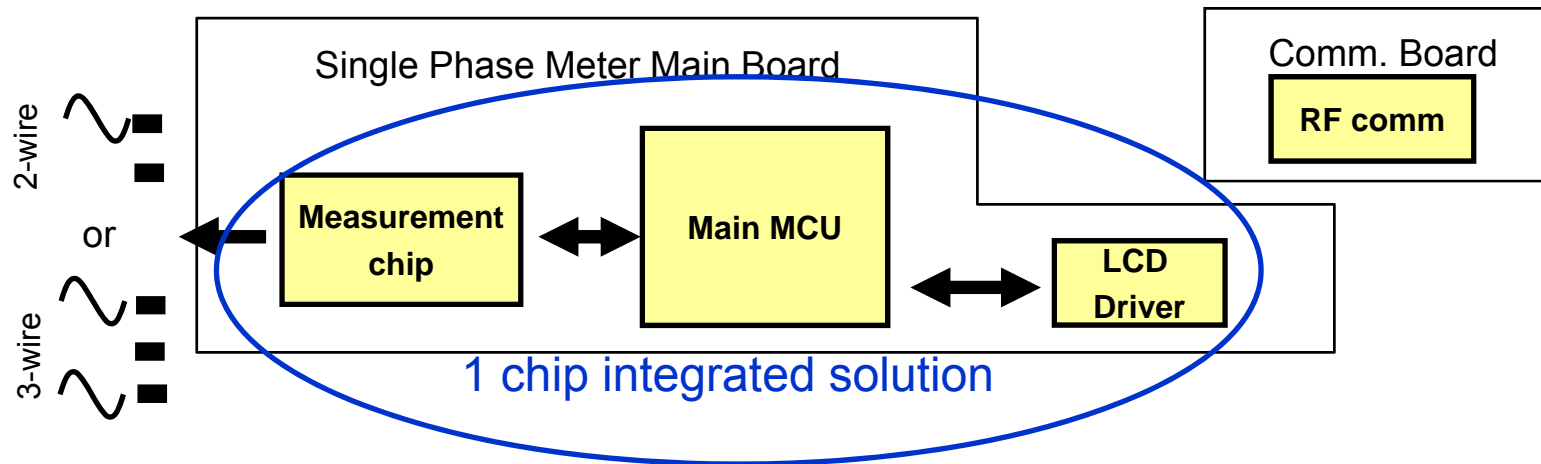 Single Phase Meter Main Board
Comm. Board
RF comm
2-wire
or
3-wire
Measurement
chip
Main MCU
LCD
Driver
1 chip integrated solution